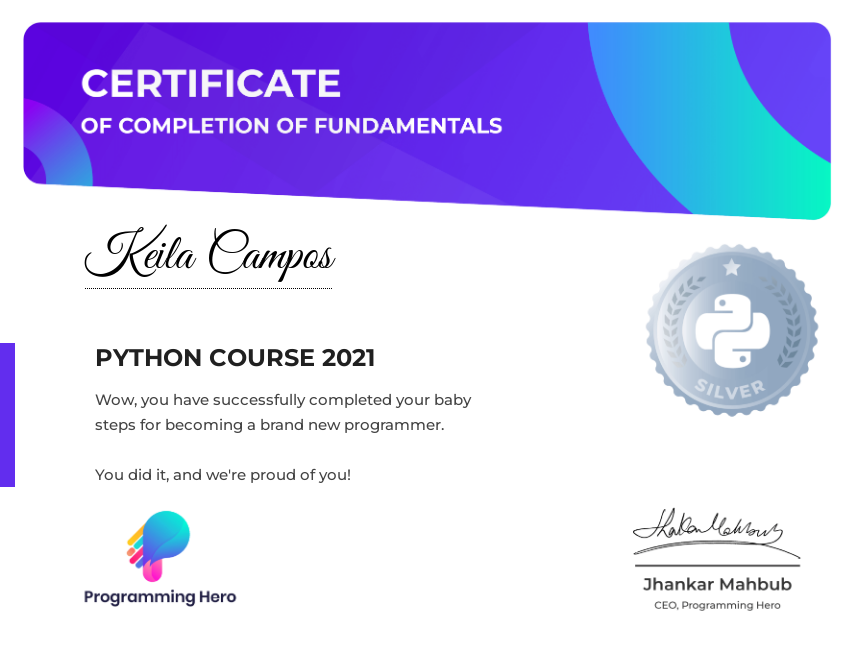 CERTIFICATE
OF COMPLETION OF FUNDAMENTALS
Keila Campos
PYTHON COURSE 2021
Wow, you have successfully completed your baby
steps for becoming a brand new programmer.
You did it, and we're proud of you!
SILVER
Programming Hero
Jhankar Mahbub
Jhankar Mahbub
CEO, Programming Hero